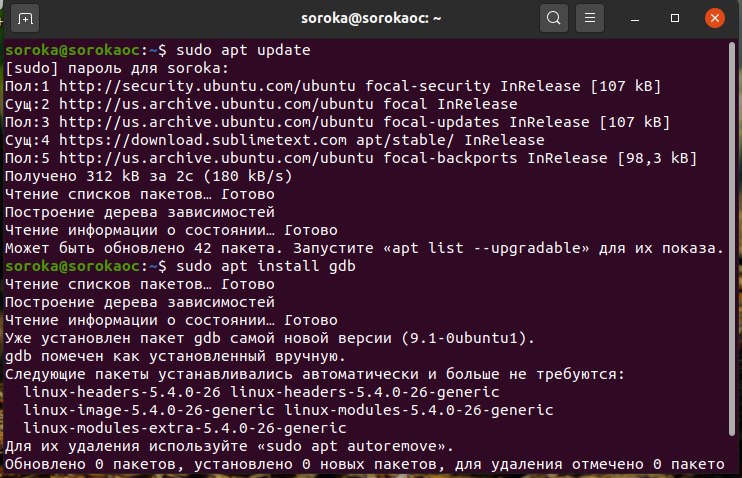 soroka@sorokaoc: ~
soroka@sorokaoc:~$ sudo apt update
[sudo] пароль для soroka:
Пол:1 http://security.ubuntu.com/ubuntu focal-security InRelease [107 kB]
Сущ:2 http://us.archive.ubuntu.com/ubuntu focal InRelease
Пол:3 http://us.archive.ubuntu.com/ubuntu focal-updates InRelease [107 kB]
Сущ:4 https://download.sublimetext.com apt/stable/ InRelease
Пол:5 http://us.archive.ubuntu.com/ubuntu focal-backports InRelease [98,3 kB]
Получено 312 kB за 2с (180 kB/s)
Чтение списков пакетов… Готово
Построение дерева зависимостей
Чтение информации о состоянии… Готово
Может быть обновлено 42 пакета. Запустите «apt list --upgradable» для их показа.
soroka@sorokaoc:~$ sudo apt install gdb
Чтение списков пакетов… Готово
Построение дерева зависимостей
Чтение информации о состоянии… Готово
Уже установлен пакет gdb самой новой версии (9.1-0ubuntu1).
gdb помечен как установленный вручную.
Следующие пакеты устанавливались автоматически и больше не требуются:
linux-headers-5.4.0-26 linux-headers-5.4.0-26-generic
linux-image-5.4.0-26-generic linux-modules-5.4.0-26-generic
linux-modules-extra-5.4.0-26-generic
Для их удаления используйте «sudo apt autoremove».
Обновлено 0 пакетов, установлено 0 новых пакетов, для удаления отмечено 0 пакето